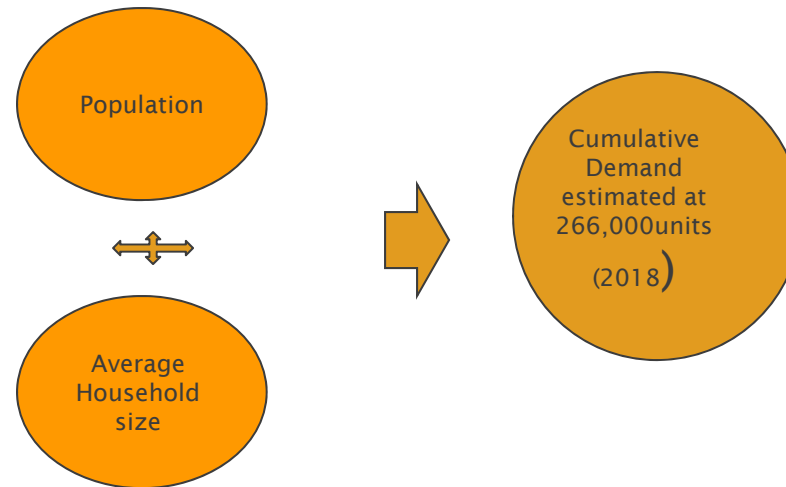 Population
Average
Household
size
Cumulative
Demand
estimated at
266,000units
(2018)